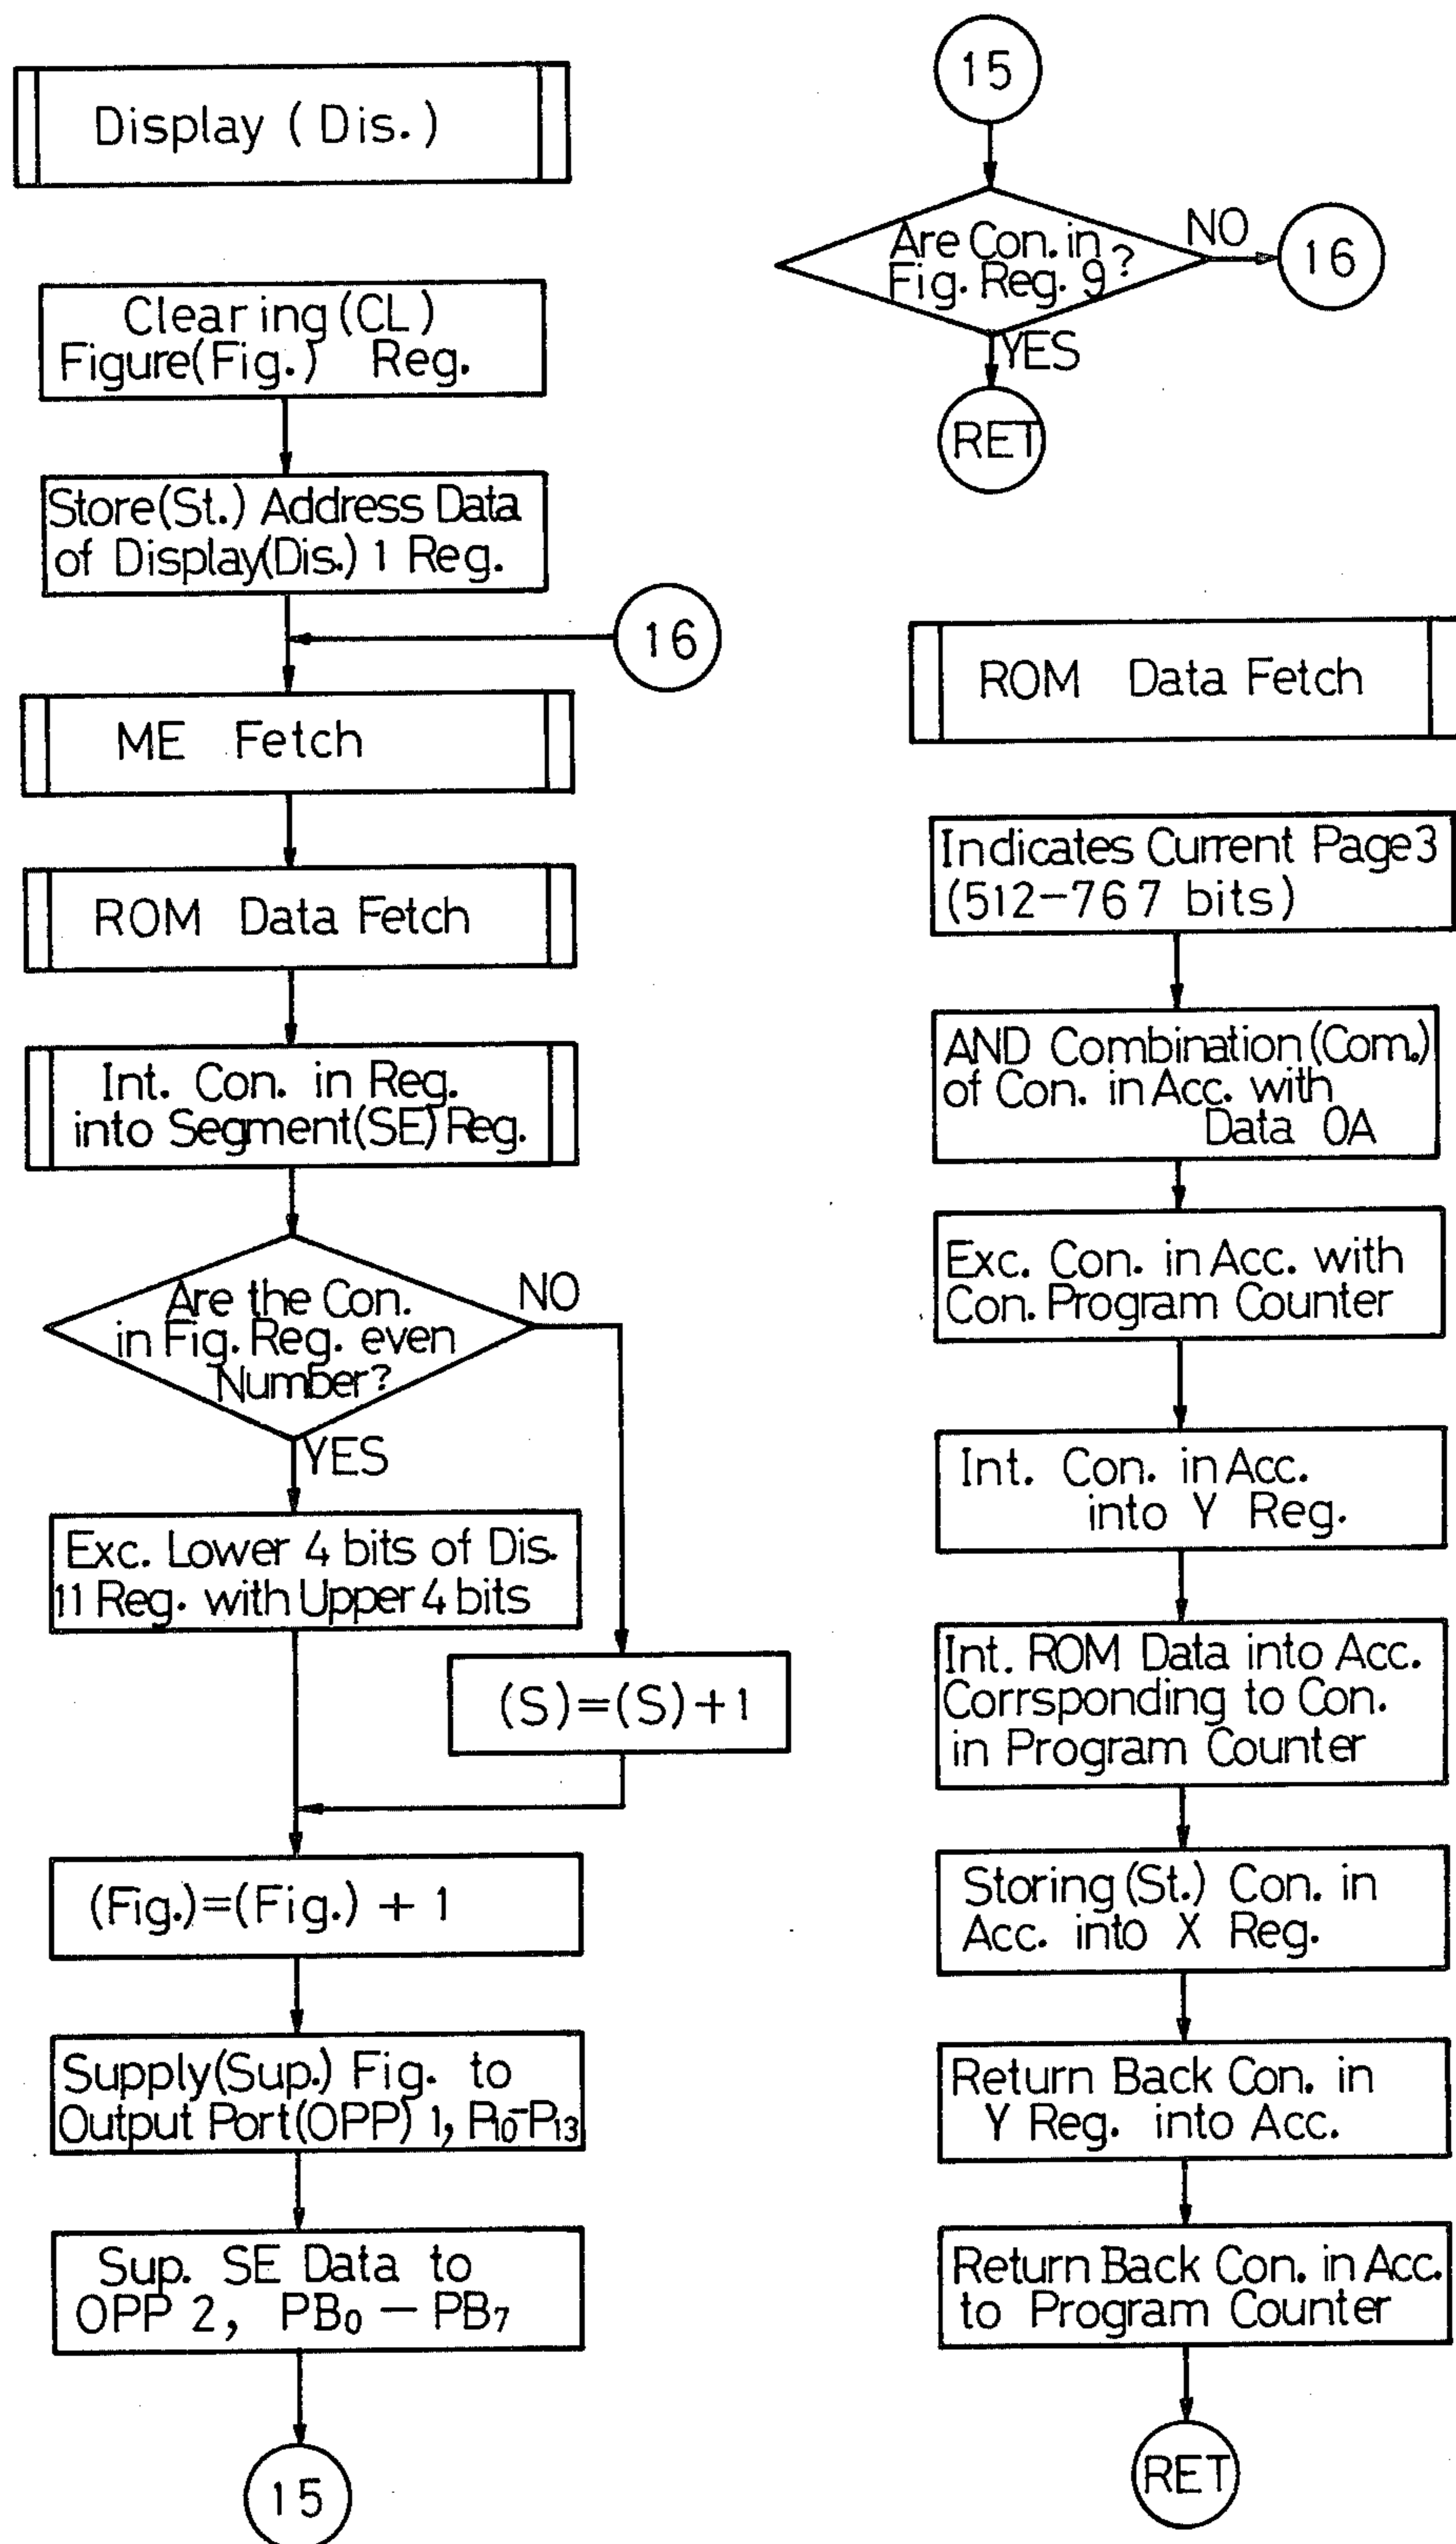 Display (Dis.)
Clearing (CL)
Figure(Fig.) Reg.
Store(St.) Address Data
of Display(Dis.) 1 Reg.
16
ME Fetch
ROM Data Fetch
Int. Con. in Reg.
into Segment(SE) Reg.
Are the Con.
in Fig. Reg. even
Number?
NO
YES
Exc. Lower 4 bits of Dis.
11 Reg. with Upper 4 bits
(S)=(S)+1
(Fig.)=(Fig.) + 1
Supply(Sup.) Fig. to
Output Port(OPP) 1, P10-P13
Sup. SE Data to
OPP 2, PB0 - PB7
15
15
Are Con. in
Fig. Reg. 9 ?
NO
16
YES
RET
ROM Data Fetch
Indicates Current Page3
(512-767 bits)
AND Combination(Com.)
of Con. in Acc. with
Data 0A
Exc. Con. in Acc. with
Con. Program Counter
Int. Con. in Acc.
into Y Reg.
Int. ROM Data into Acc.
Corrsponding to Con.
in Program Counter
Storing (St.) Con. in
Acc. into X Reg.
Return Back Con. in
Y Reg. into Acc.
Return Back Con. in Acc.
to Program Counter
RET